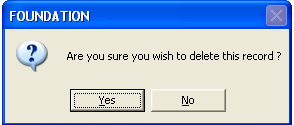 FOUNDATION
Are you sure you wish to delete this record ?
Yes
No